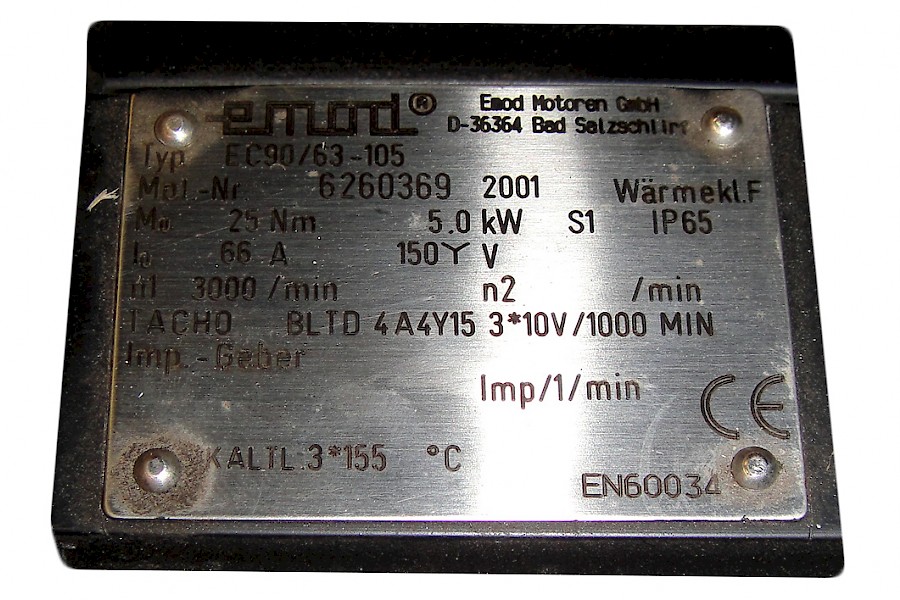 emod® Emod Motoren GmbH
D-36364 Bad Salzschlirf
Typ EC90/63-105
Mot.-Nr 6260369 2001 Wärmekl.F
M₀ 25 Nm 5.0 kW S1 IP65
I₀ 66 A 150Y V
n1 3000 /min n2 /min
TACHO BLTD 4A4Y15 3*10V/1000 MIN
Imp.-Geber
Imp/1/min
CE
KALTL.3*155 °C
EN60034